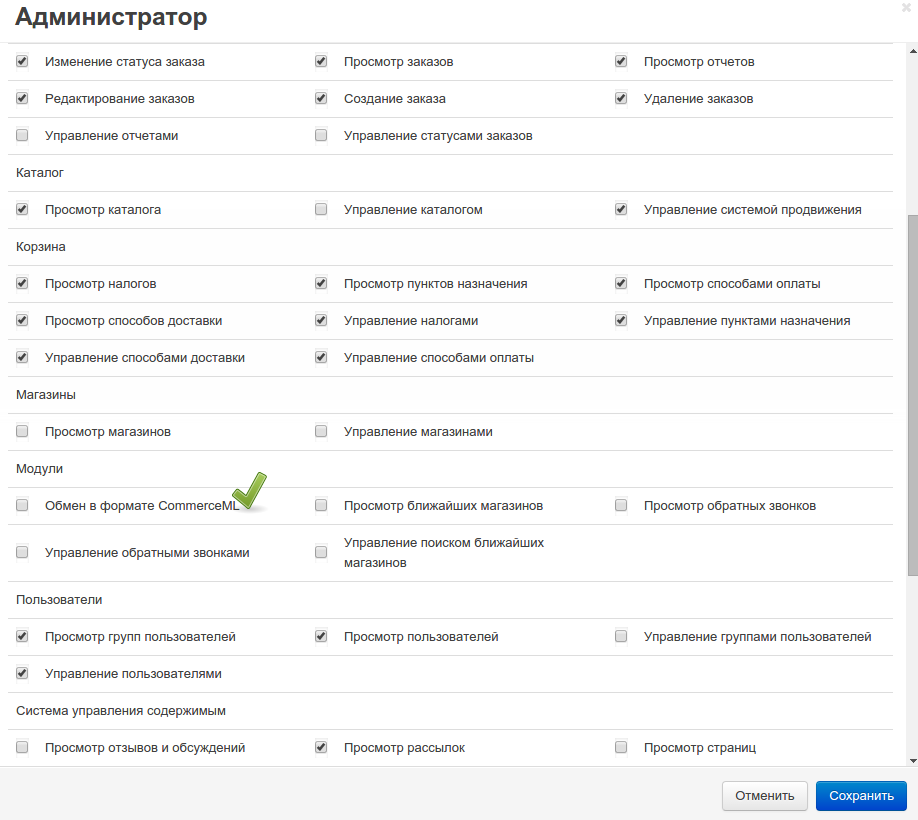 Администратор
Изменение статуса заказа Просмотр заказов Просмотр отчетов
Редактирование заказов Создание заказа Удаление заказов
Управление отчетами Управление статусами заказов
Каталог
Просмотр каталога Управление каталогом Управление системой продвижения
Корзина
Просмотр налогов Просмотр пунктов назначения Просмотр способами оплаты
Просмотр способов доставки Управление налогами Управление пунктами назначения
Управление способами доставки Управление способами оплаты
Магазины
Просмотр магазинов Управление магазинами
Модули
Обмен в формате CommerceML Просмотр ближайших магазинов Просмотр обратных звонков
Управление обратными звонками Управление поиском ближайших
магазинов
Пользователи
Просмотр групп пользователей Просмотр пользователей Управление группами пользователей
Управление пользователями
Система управления содержимым
Просмотр отзывов и обсуждений Просмотр рассылок Просмотр страниц
Отменить Сохранить